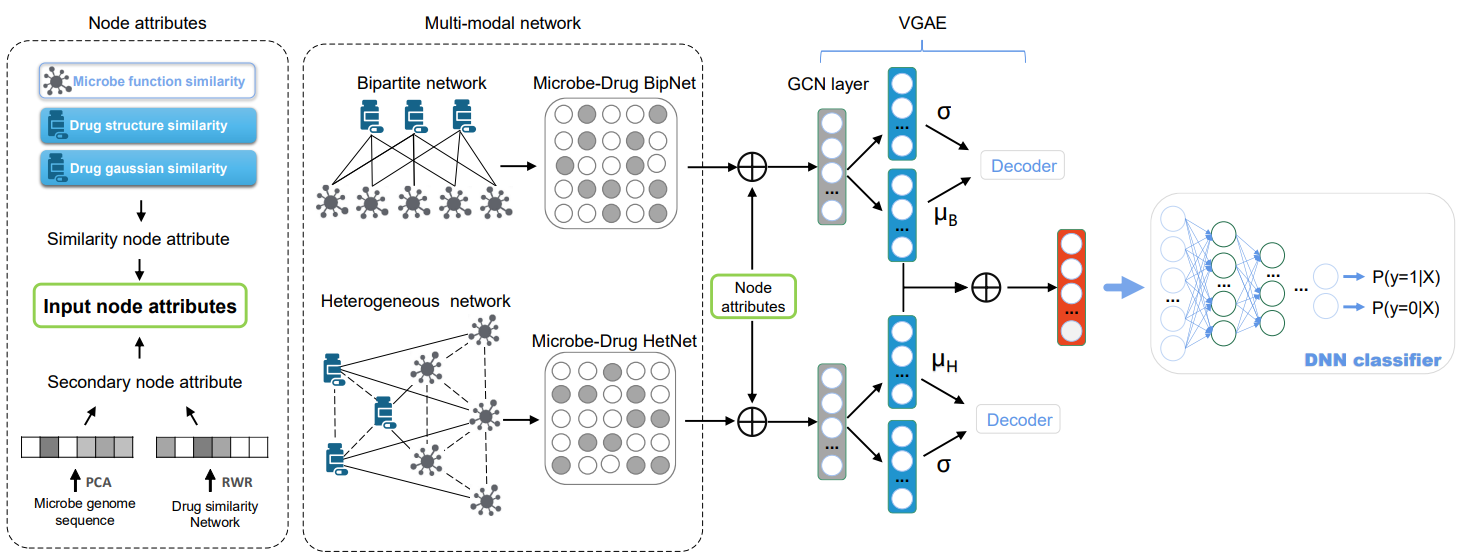 Node attributes
Microbe function similarity
Drug structure similarity
Drug gaussian similarity
Similarity node attribute
Input node attributes
Secondary node attribute
PCA
RWR
Microbe genome
sequence
Drug similarity
Network
Multi-modal network
Bipartite network
Microbe-Drug BipNet
Heterogeneous network
Microbe-Drug HetNet
Node
attributes
VGAE
GCN layer
...
...
σ
Decoder
...
μB
...
μH
Decoder
...
...
σ
...
...
...
...
...
P(y=1|X)
P(y=0|X)
DNN classifier